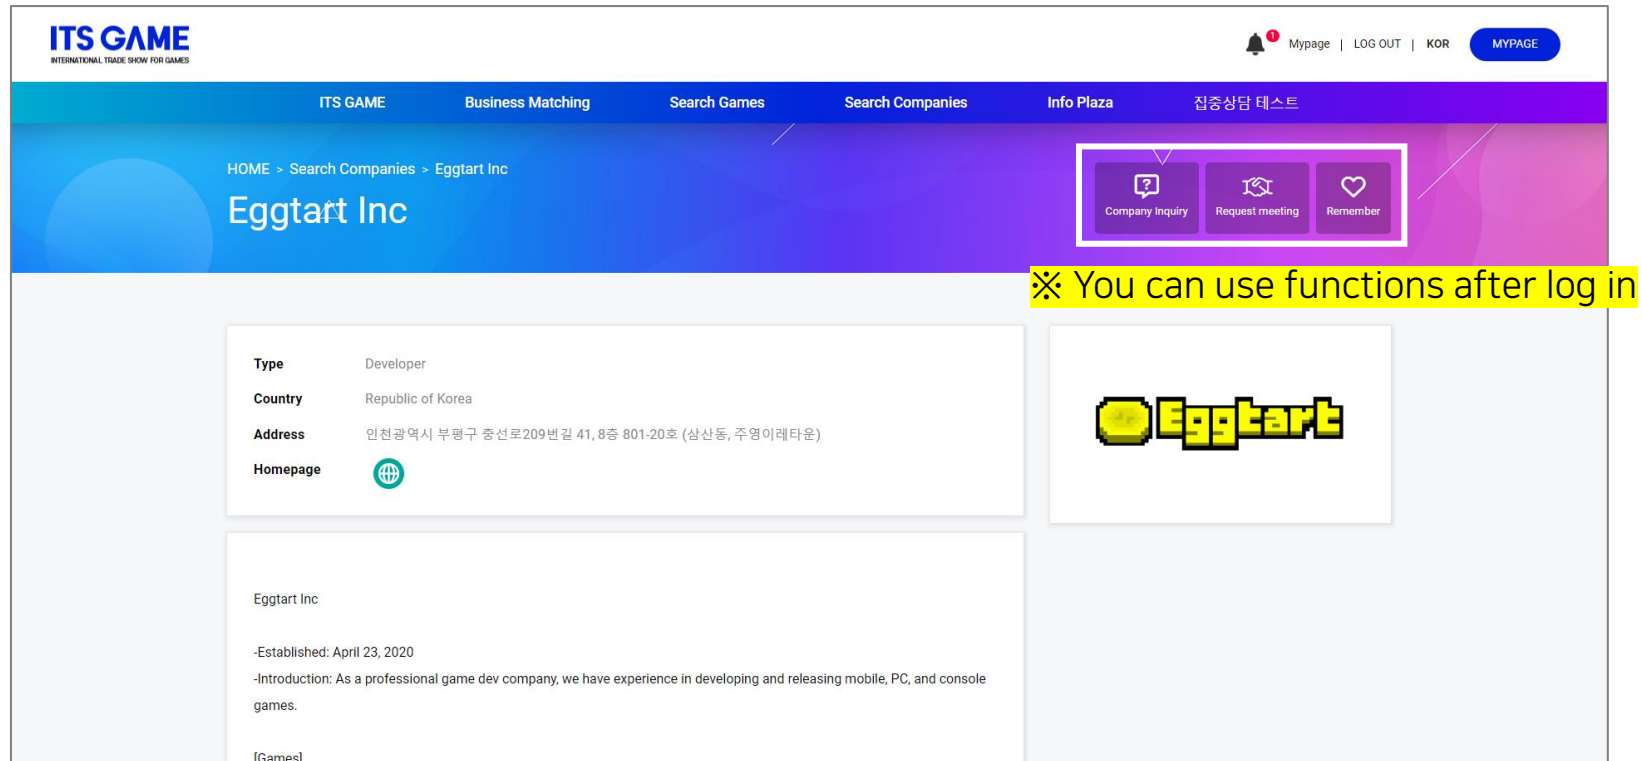 ITS GAME
INTERNATIONAL TRADE SHOW FOR GAMES
1
Mypage | LOG OUT | KOR
MYPAGE
ITS GAME Business Matching Search Games Search Companies Info Plaza 집중상담 테스트
HOME > Search Companies > Eggtart Inc
Eggtart Inc
Company Inquiry
Request meeting
Remember
※ You can use functions after log in
Type Developer
Country Republic of Korea
Address 인천광역시 부평구 충선로209번길 41, 8층 801-20호 (삼산동, 주영이레타운)
Homepage
Eggtart
Eggtart Inc
-Established: April 23, 2020
-Introduction: As a professional game dev company, we have experience in developing and releasing mobile, PC, and console
games.
[Games]